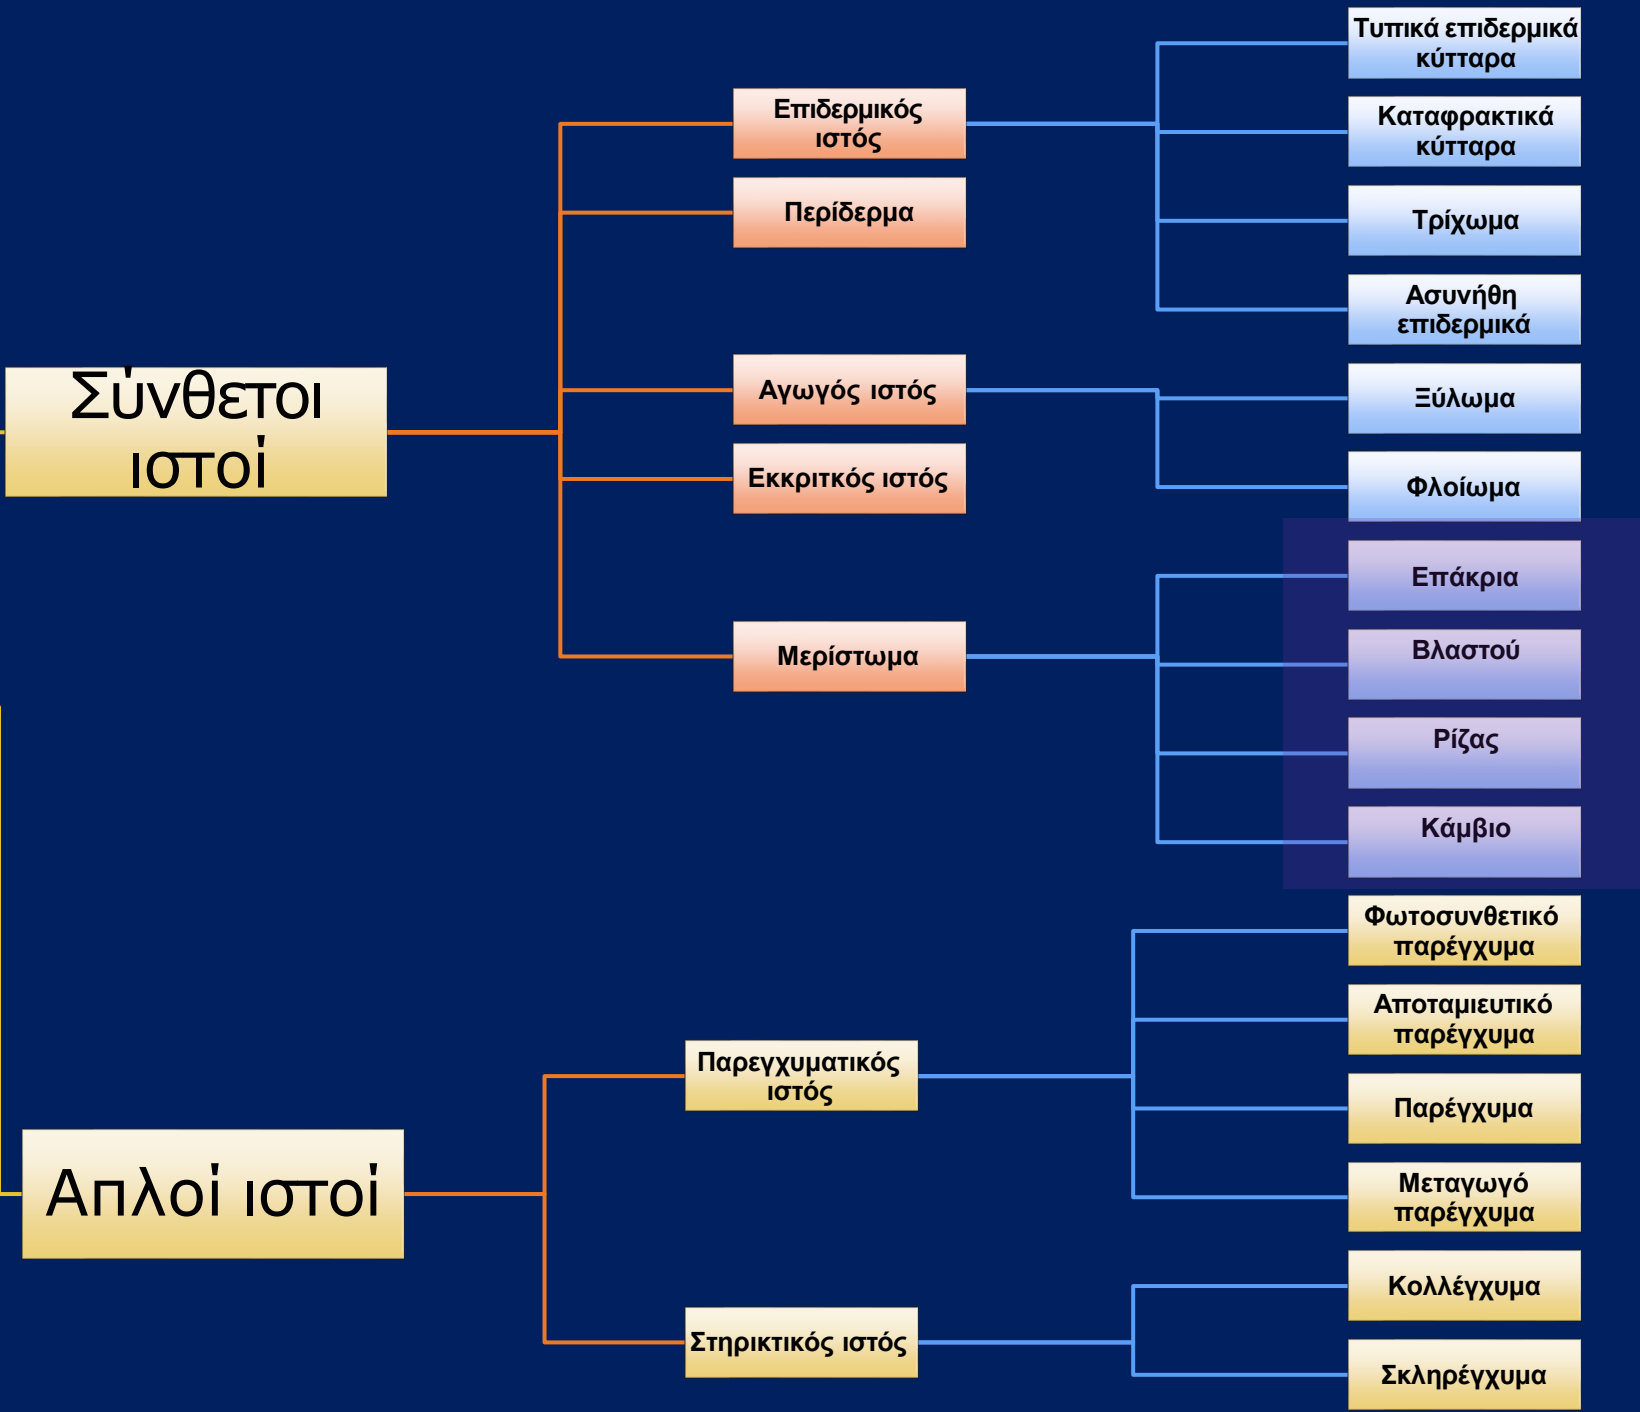 Τυπικά επιδερμικά
κύτταρα
Επιδερμικός
ιστός
Καταφρακτικά
κύτταρα
Περίδερμα
Τρίχωμα
Ασυνήθη
επιδερμικά
Σύνθετοι
ιστοί
Αγωγός ιστός
Ξύλωμα
Εκκριτκός ιστός
Φλοίωμα
Επάκρια
Μερίστωμα
Βλαστού
Ρίζας
Κάμβιο
Φωτοσυνθετικό
παρέγχυμα
Αποταμιευτικό
παρέγχυμα
Παρεγχυματικός
ιστός
Παρέγχυμα
Απλοί ιστοί
Μεταγωγό
παρέγχυμα
Κολλέγχυμα
Στηρικτικός ιστός
Σκληρέγχυμα